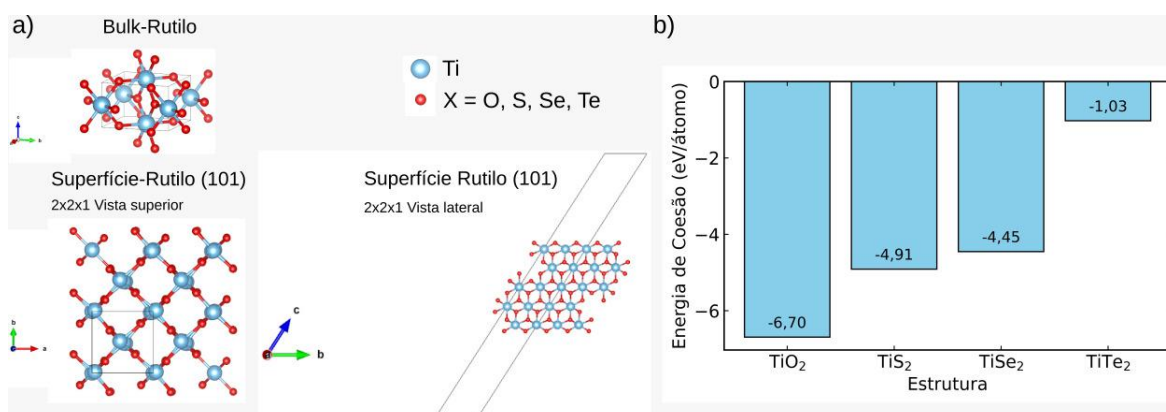 a)
Bulk-Rutilo
Ti
X = O, S, Se, Te
c
b
Superfície-Rutilo (101)
2x2x1 Vista superior
b
a
Superfície Rutilo (101)
2x2x1 Vista lateral
c
b
b)
Energia de Coesão (eV/átomo)
0
−2
−4
−6
-6,70
-4,91
-4,45
-1,03
TiO₂
TiS₂
TiSe₂
TiTe₂
Estrutura